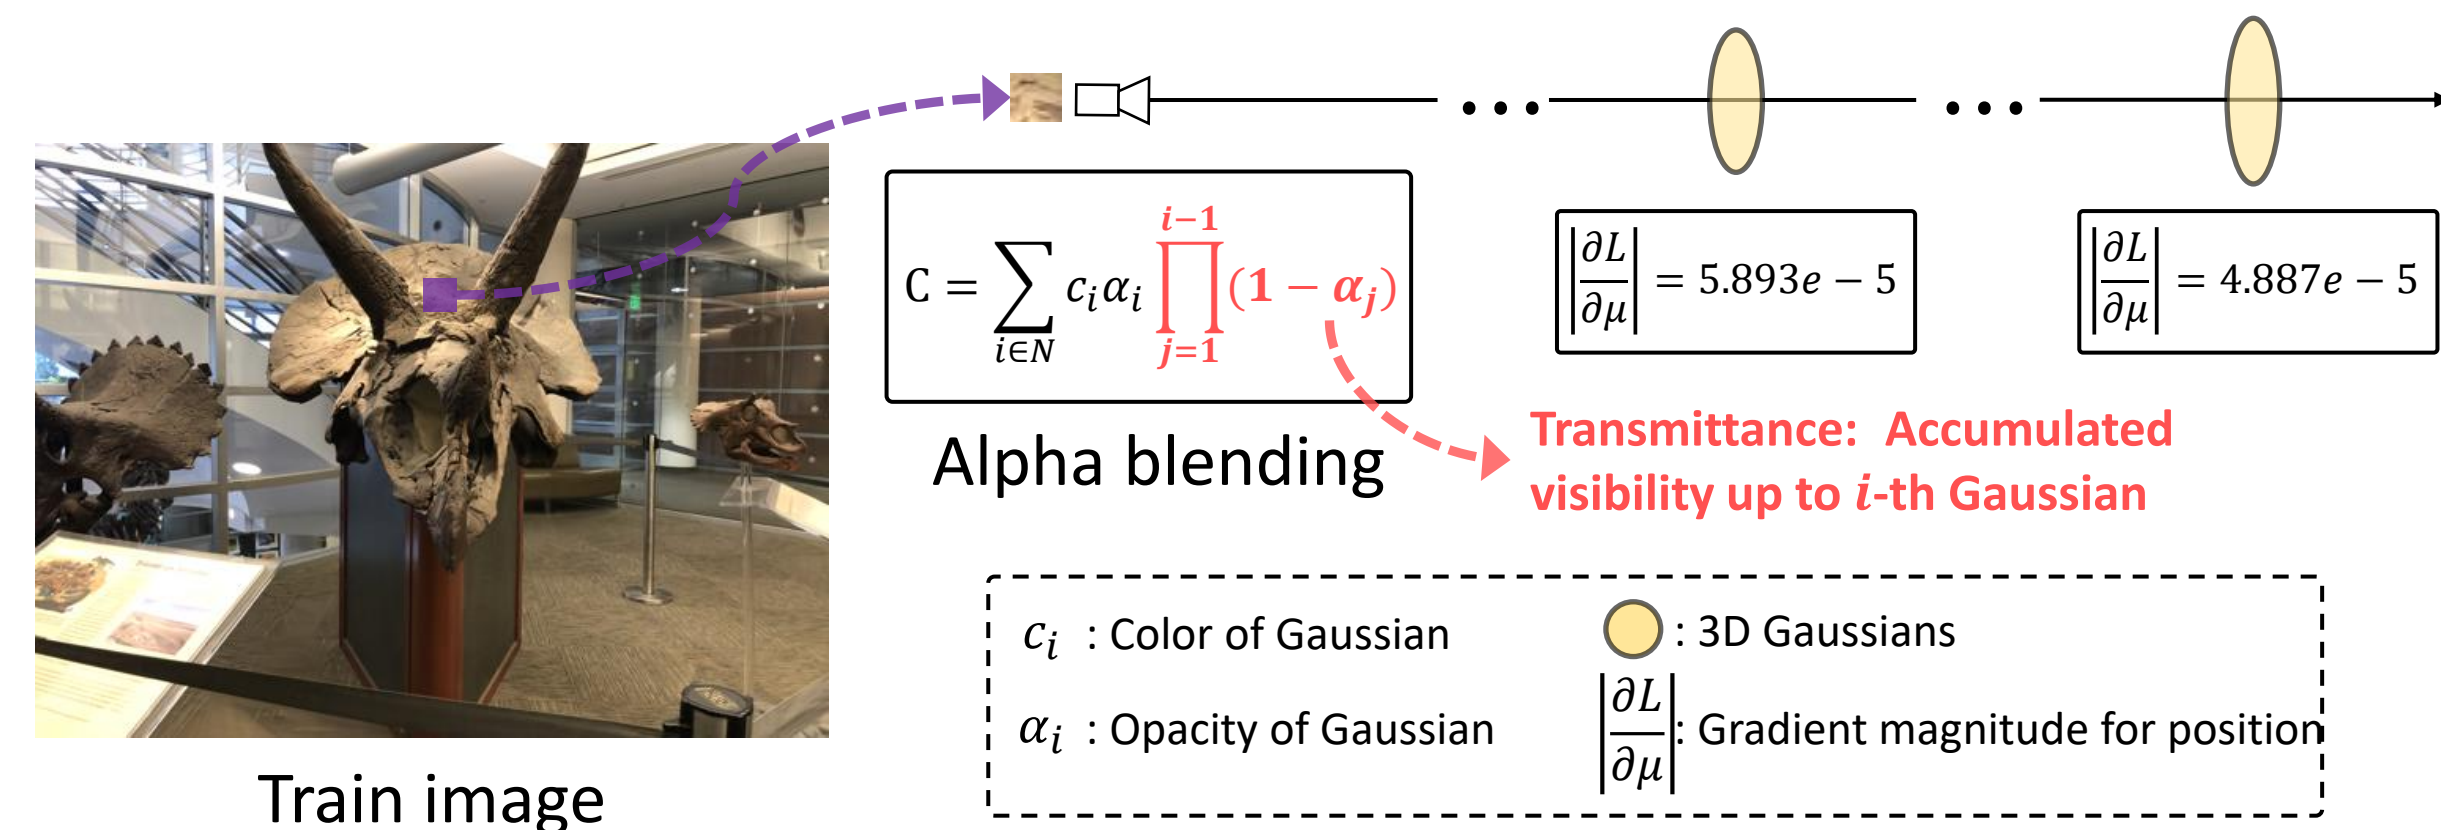 C = ∑_{i∈N} c_i α_i ∏_{j=1}^{i−1} (1 − α_j)
Alpha blending
|∂L/∂μ| = 5.893e − 5
|∂L/∂μ| = 4.887e − 5
Transmittance: Accumulated
visibility up to i-th Gaussian
c_i : Color of Gaussian
: 3D Gaussians
α_i : Opacity of Gaussian
|∂L/∂μ| : Gradient magnitude for position
Train image